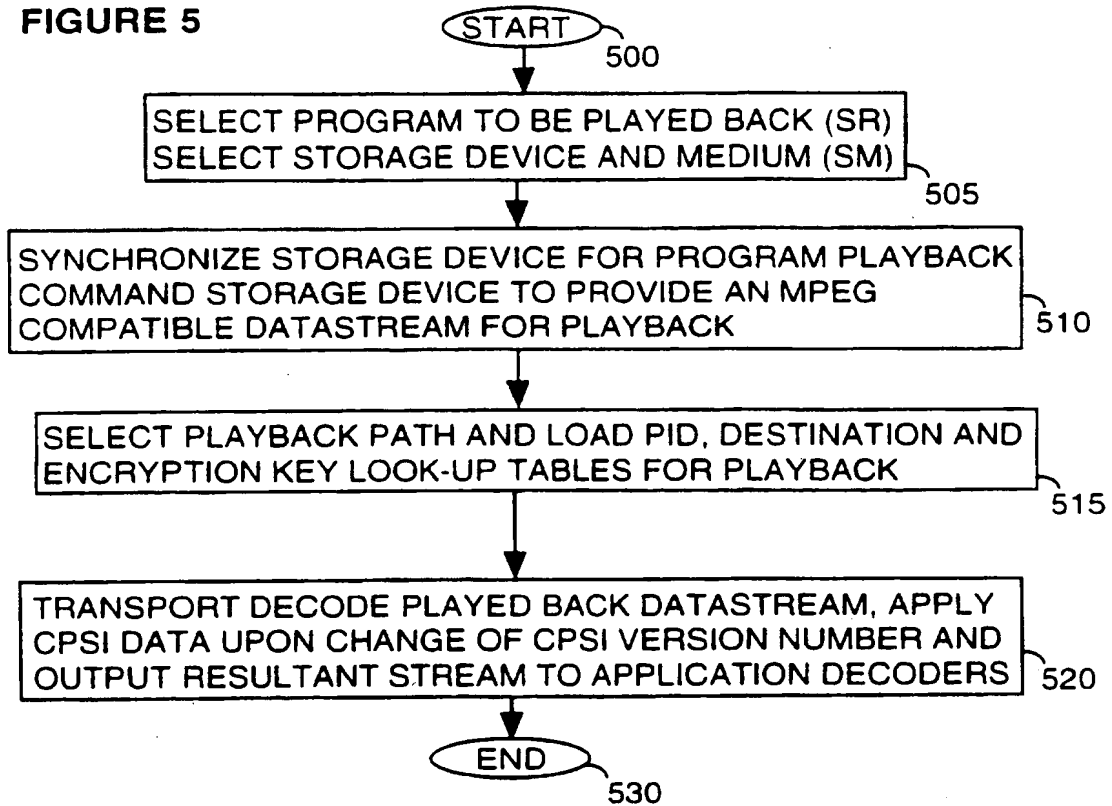 FIGURE 5
START
500
SELECT PROGRAM TO BE PLAYED BACK (SR)
SELECT STORAGE DEVICE AND MEDIUM (SM)
505
SYNCHRONIZE STORAGE DEVICE FOR PROGRAM PLAYBACK
COMMAND STORAGE DEVICE TO PROVIDE AN MPEG
COMPATIBLE DATASTREAM FOR PLAYBACK
510
SELECT PLAYBACK PATH AND LOAD PID, DESTINATION AND
ENCRYPTION KEY LOOK-UP TABLES FOR PLAYBACK
515
TRANSPORT DECODE PLAYED BACK DATASTREAM, APPLY
CPSI DATA UPON CHANGE OF CPSI VERSION NUMBER AND
OUTPUT RESULTANT STREAM TO APPLICATION DECODERS
520
END
530